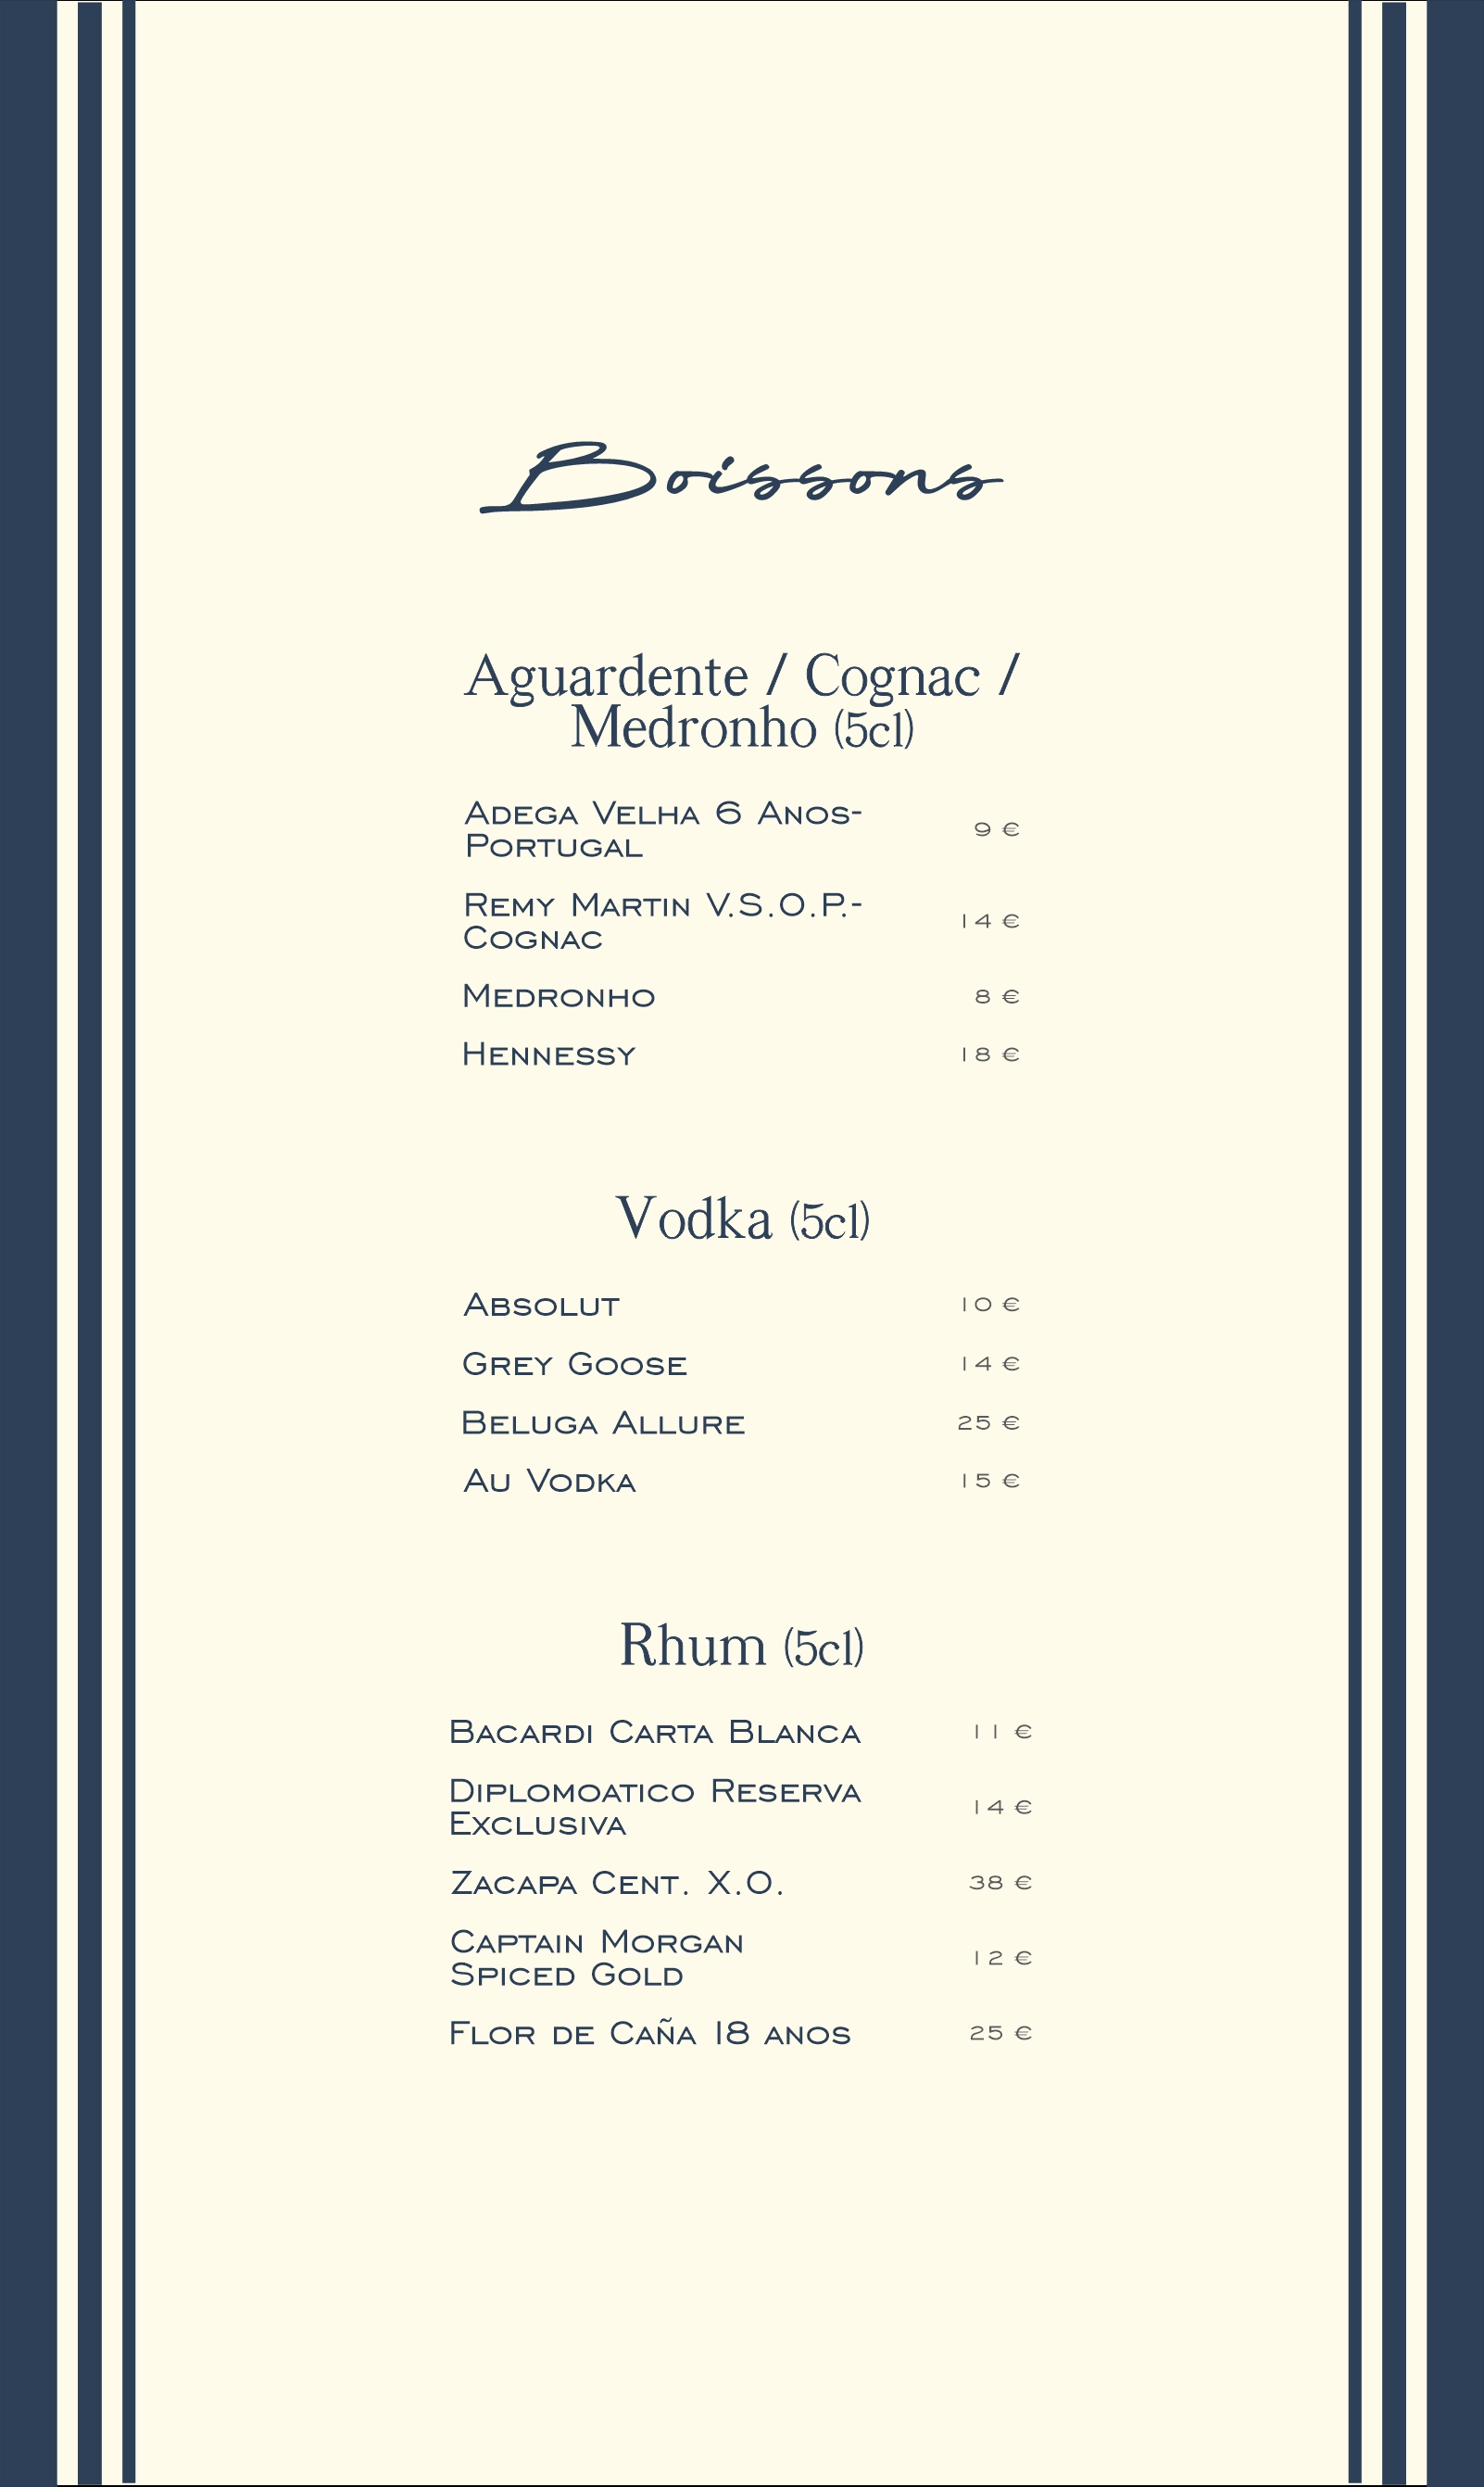 Boissons
Aguardente / Cognac /
Medronho (5cl)
Adega Velha 6 Anos-
Portugal
9 €
Remy Martin V.S.O.P.-
Cognac
14 €
Medronho 8 €
Hennessy 18 €
Vodka (5cl)
Absolut 10 €
Grey Goose 14 €
Beluga Allure 25 €
Au Vodka 15 €
Rhum (5cl)
Bacardi Carta Blanca 11 €
Diplomoatico Reserva
Exclusiva
14 €
Zacapa Cent. X.O. 38 €
Captain Morgan
Spiced Gold
12 €
Flor de Caña 18 anos 25 €